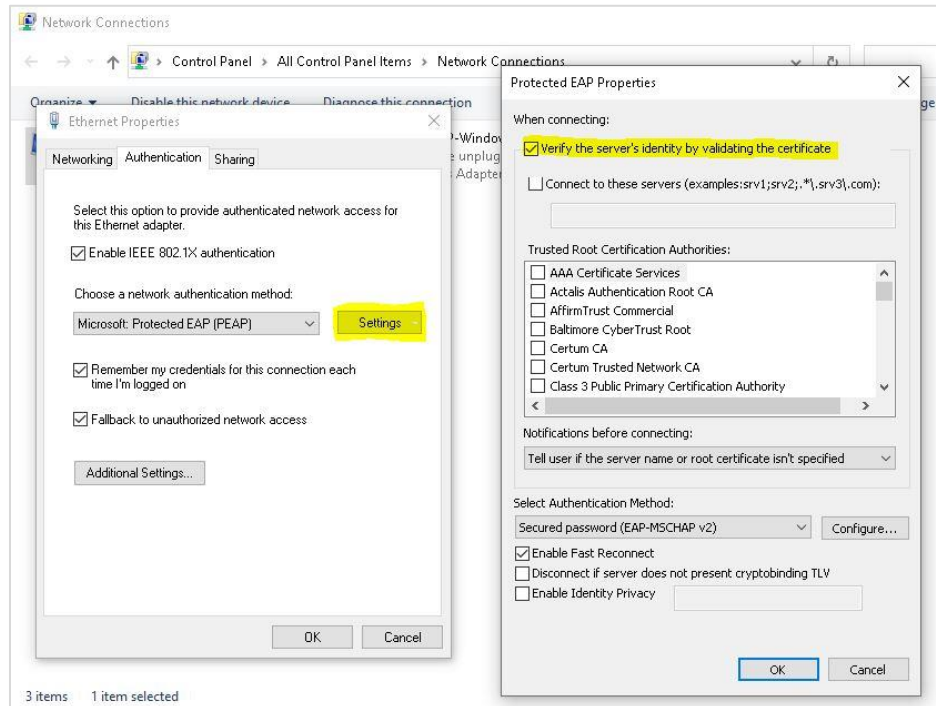 Network Connections
Control Panel > All Control Panel Items > Network Connections
Organize Disable this network device Diagnose this connection
Ethernet Properties
Networking Authentication Sharing
Select this option to provide authenticated network access for
this Ethernet adapter.
Enable IEEE 802.1X authentication
Choose a network authentication method:
Microsoft: Protected EAP (PEAP)
Settings
Remember my credentials for this connection each
time I'm logged on
Fallback to unauthorized network access
Additional Settings...
OK Cancel
3 items 1 item selected
Protected EAP Properties
When connecting:
Verify the server's identity by validating the certificate
Connect to these servers (examples:srv1;srv2;.*\.srv3\.com):
Trusted Root Certification Authorities:
AAA Certificate Services
Actalis Authentication Root CA
AffirmTrust Commercial
Baltimore CyberTrust Root
Certum CA
Certum Trusted Network CA
Class 3 Public Primary Certification Authority
Notifications before connecting:
Tell user if the server name or root certificate isn't specified
Select Authentication Method:
Secured password (EAP-MSCHAP v2)
Configure...
Enable Fast Reconnect
Disconnect if server does not present cryptobinding TLV
Enable Identity Privacy
OK Cancel